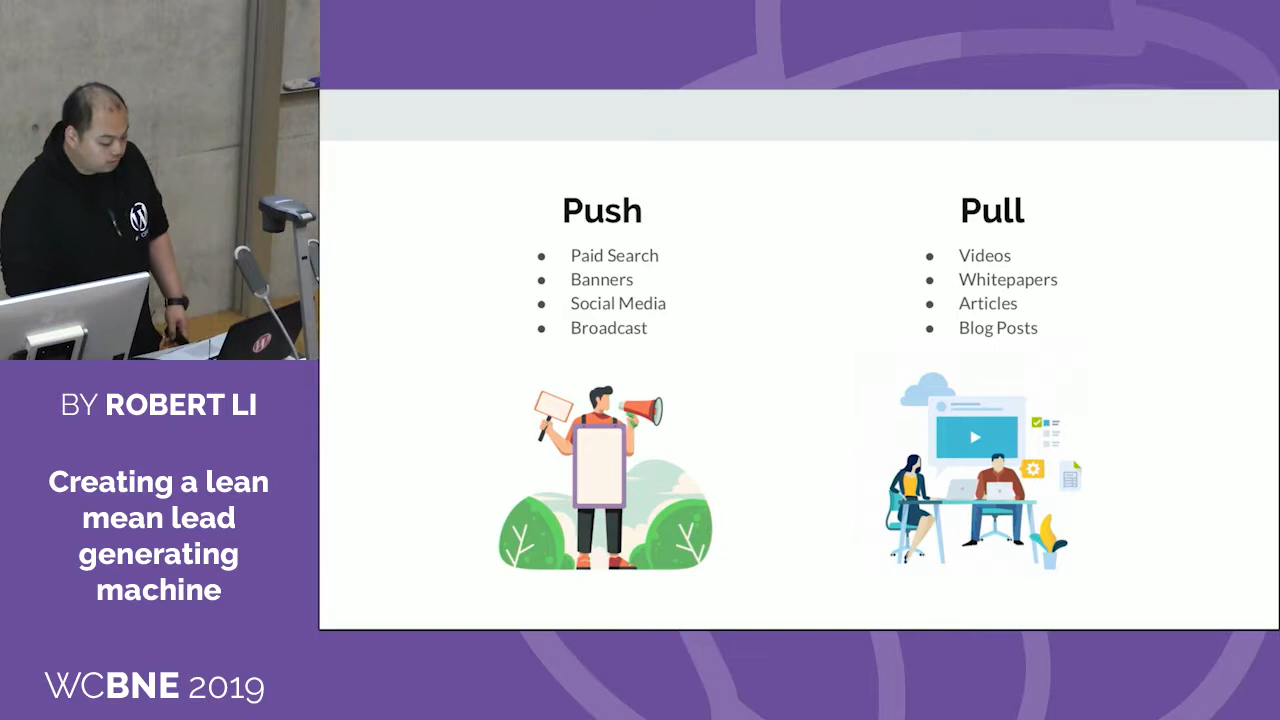 Push
Paid Search
Banners
Social Media
Broadcast
Pull
Videos
Whitepapers
Articles
Blog Posts
BY ROBERT LI
Creating a lean
mean lead
generating
machine
WCBNE 2019